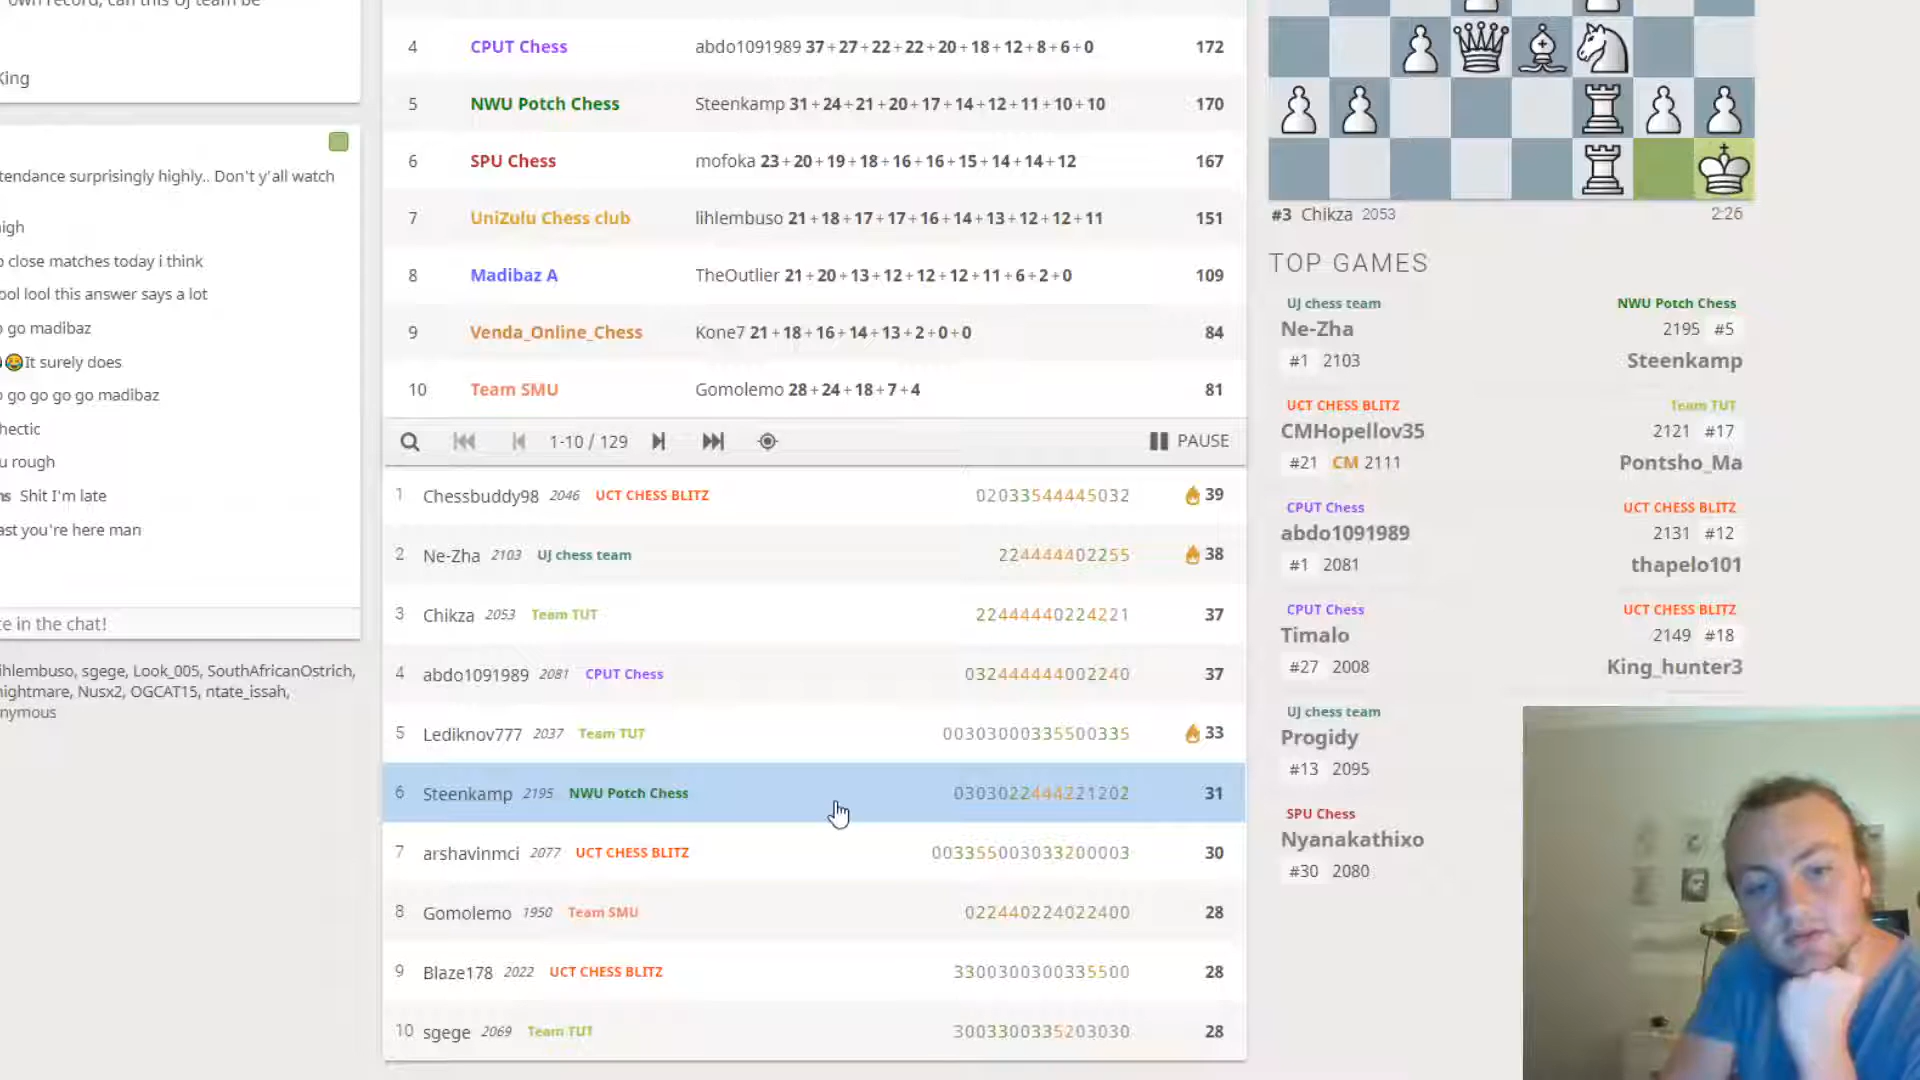 own record, can this UJ team be
King
tendance surprisingly highly.. Don't y'all watch
high
o close matches today i think
ool lool this answer says a lot
o go madibaz
It surely does
o go go go go madibaz
hectic
u rough
ns Shit I'm late
ast you're here man
te in the chat!
lihlembuso, sgege, Look_005, SouthAfricanOstrich,
nightmare, Nusx2, OGCAT15, ntate_issah,
nymous
4 CPUT Chess abdo1091989 37+27+22+22+20+18+12+8+6+0 172
5 NWU Potch Chess Steenkamp 31+24+21+20+17+14+12+11+10+10 170
6 SPU Chess mofoka 23+20+19+18+16+16+15+14+14+12 167
7 UniZulu Chess club lihlembuso 21+18+17+17+16+14+13+12+12+11 151
8 Madibaz A TheOutlier 21+20+13+12+12+12+11+6+2+0 109
9 Venda_Online_Chess Kone7 21+18+16+14+13+2+0+0 84
10 Team SMU Gomolemo 28+24+18+7+4 81
1-10 / 129 PAUSE
1 Chessbuddy98 2046 UCT CHESS BLITZ 02033544445032 39
2 Ne-Zha 2103 UJ chess team 224444402255 38
3 Chikza 2053 Team TUT 22444440224221 37
4 abdo1091989 2081 CPUT Chess 032444444002240 37
5 Lediknov777 2037 Team TUT 00303000335500335 33
6 Steenkamp 2195 NWU Potch Chess 0303022444221202 31
7 arshavinmci 2077 UCT CHESS BLITZ 003355003033200003 30
8 Gomolemo 1950 Team SMU 022440224022400 28
9 Blaze178 2022 UCT CHESS BLITZ 3300300300335500 28
10 sgege 2069 Team TUT 3003300335203030 28
#3 Chikza 2053 2:26
TOP GAMES
UJ chess team NWU Potch Chess
Ne-Zha 2195 #5
#1 2103 Steenkamp
UCT CHESS BLITZ Team TUT
CMHopellov35 2121 #17
#21 CM 2111 Pontsho_Ma
CPUT Chess UCT CHESS BLITZ
abdo1091989 2131 #12
#1 2081 thapelo101
CPUT Chess UCT CHESS BLITZ
Timalo 2149 #18
#27 2008 King_hunter3
UJ chess team
Progidy
#13 2095
SPU Chess
Nyanakathixo
#30 2080